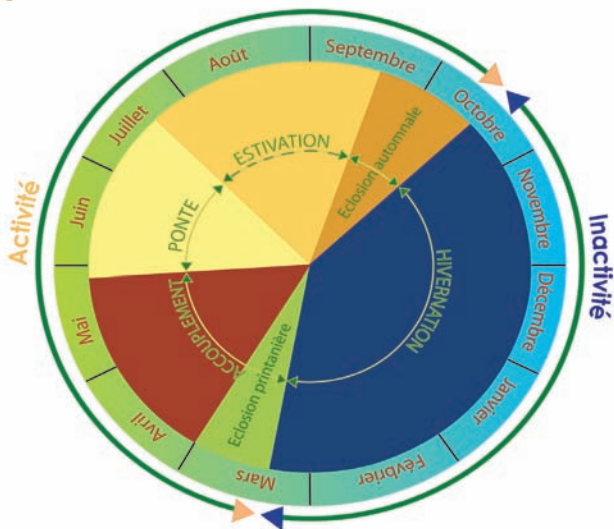 Activité
Inactivité
Août
Septembre
Octobre
Novembre
Décembre
Janvier
Févbrier
Mars
Avril
Mai
Juin
Juillet
ESTIVATION
Eclosion automnale
HIVERNATION
Eclosion printanière
ACCOUPLEMENT
PONTE